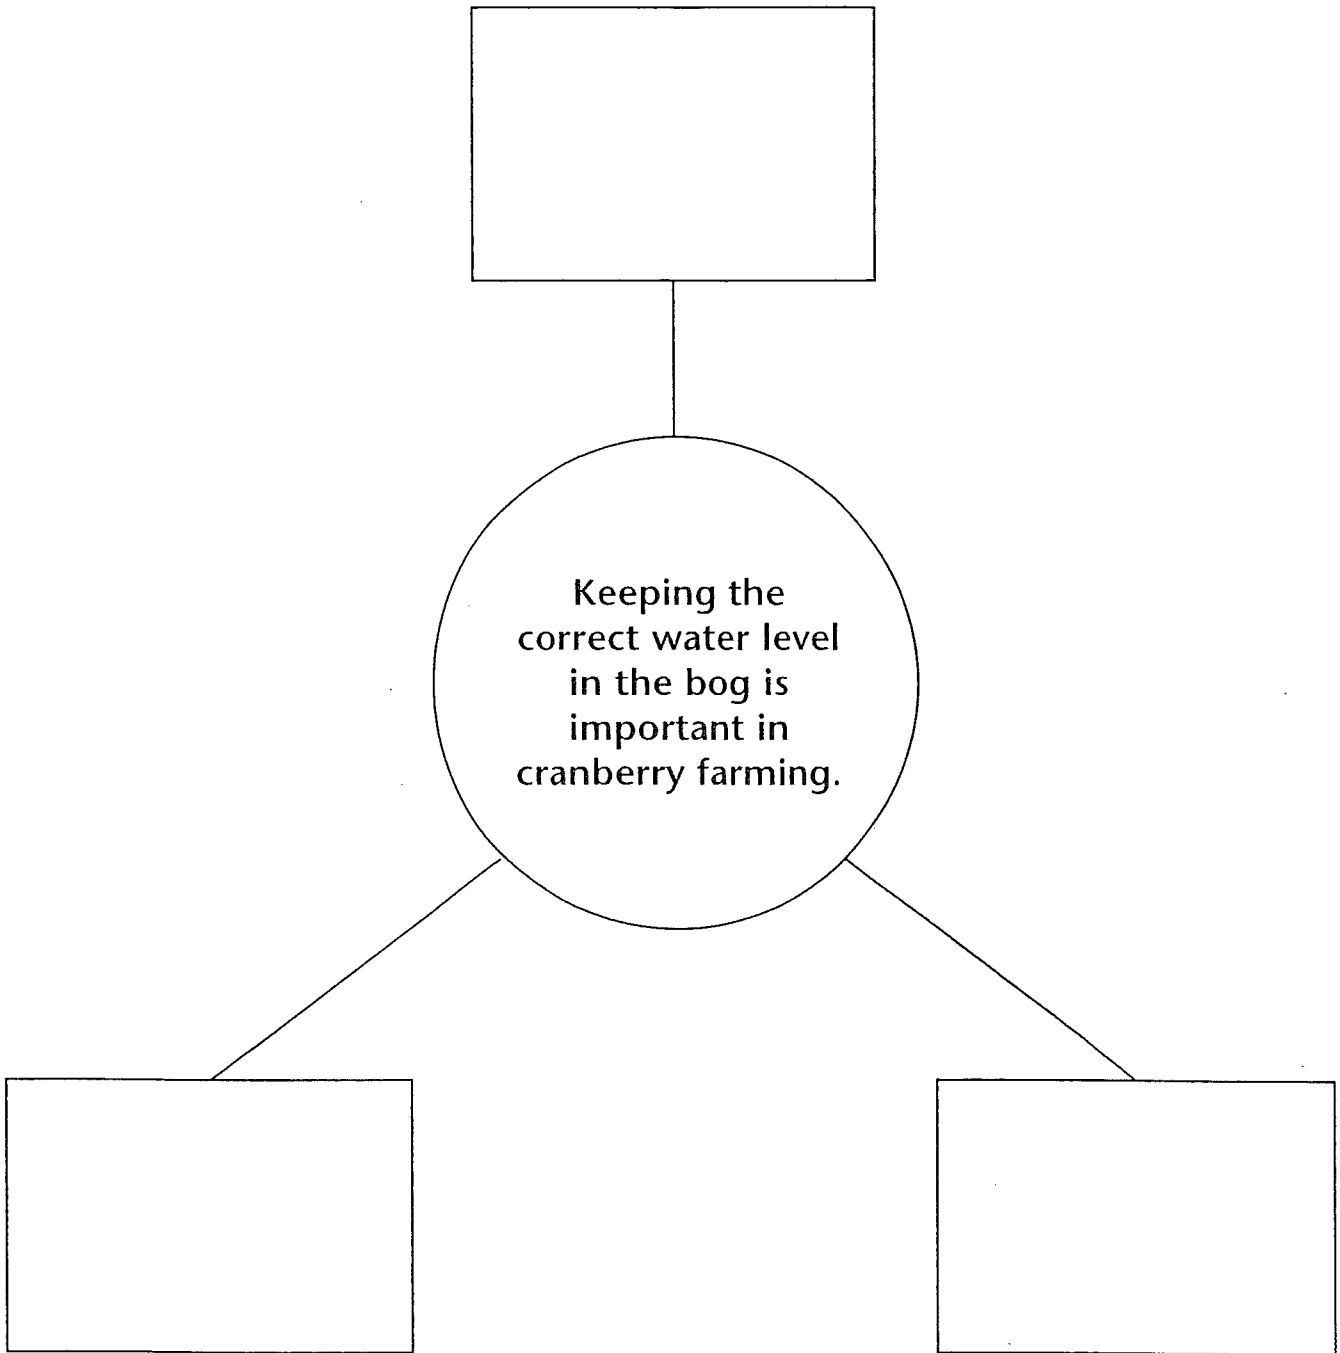 Keeping the
correct water level
in the bog is
important in
cranberry farming.